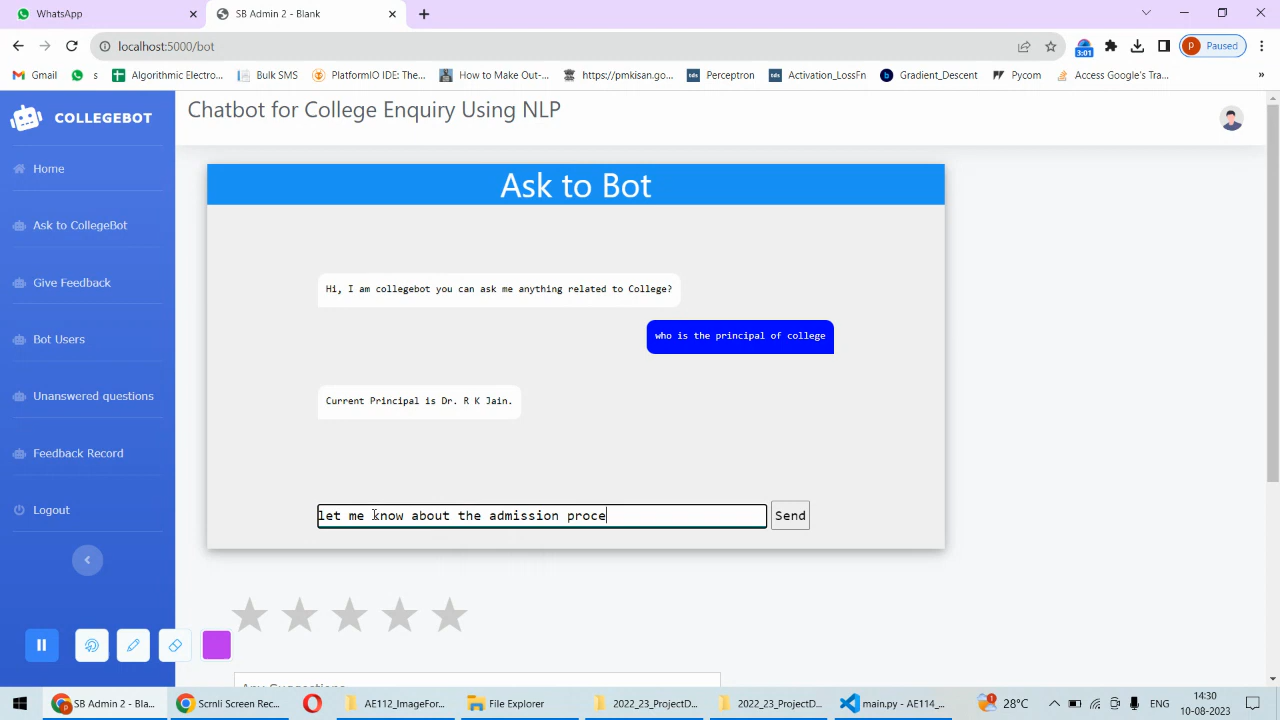 WhatsApp
SB Admin 2 - Blank
localhost:5000/bot
3:01
P Paused
Gmail
s
Algorithmic Electro...
Bulk SMS
PlatformIO IDE: The...
How to Make Out-...
https://pmkisan.go...
tds Perceptron
tds Activation_LossFn
b Gradient_Descent
Pycom
Access Google's Tra...
»
COLLEGEBOT
Chatbot for College Enquiry Using NLP
Home
Ask to CollegeBot
Give Feedback
Bot Users
Unanswered questions
Feedback Record
Logout
Ask to Bot
Hi, I am collegebot you can ask me anything related to College?
who is the principal of college
Current Principal is Dr. R K Jain.
let me know about the admission proce
Send
SB Admin 2 - Bla...
Scrnli Screen Rec...
AE112_ImageFor...
File Explorer
2022_23_ProjectD...
2022_23_ProjectD...
main.py - AE114_...
1
28°C
ENG
14:30
10-08-2023